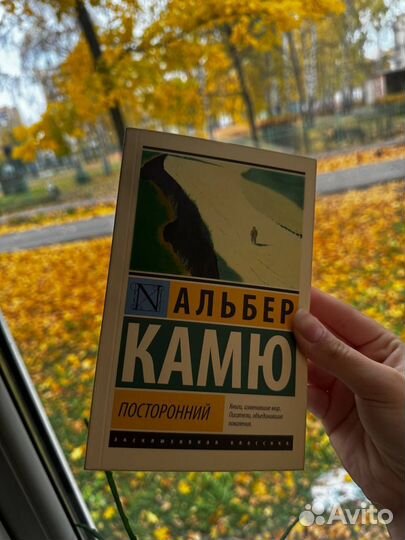 N АЛЬБЕР
КАМЮ
ПОСТОРОННИЙ
Книги, изменившие мир.
Писатели, объединившие
поколения.
ЭКСКЛЮЗИВНАЯ КЛАССИКА
Avito